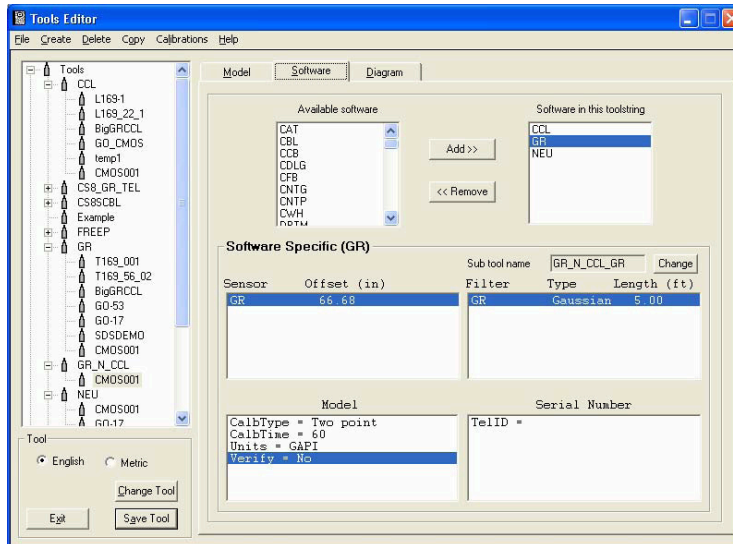 Tools Editor
File Create Delete Copy Calibrations Help
Tools
CCL
L169-1
L169_22_1
BigGRCCL
GO_CMOS
temp1
CMOS001
CS8_GR_TEL
CS8SCBL
Example
FREEP
GR
T169_001
T169_56_02
BigGRCCL
GO-53
GO-17
SDSDEMO
CMOS001
GR_N_CCL
CMOS001
NEU
CMOS001
GO-17
Tool
English Metric
Change Tool
Exit Save Tool
Model Software Diagram
Available software
CAT
CBL
CCB
CDLG
CFB
CNTG
CNTP
CWH
DRTM
Add >>
<< Remove
Software in this toolstring
CCL
GR
NEU
Software Specific (GR)
Sub tool name GR_N_CCL_GR Change
Sensor Offset (in)
GR 66.68
Filter Type Length (ft)
GR Gaussian 5.00
Model
CalbType = Two point
CalbTime = 60
Units = GAPI
Verify = No
Serial Number
TelID =